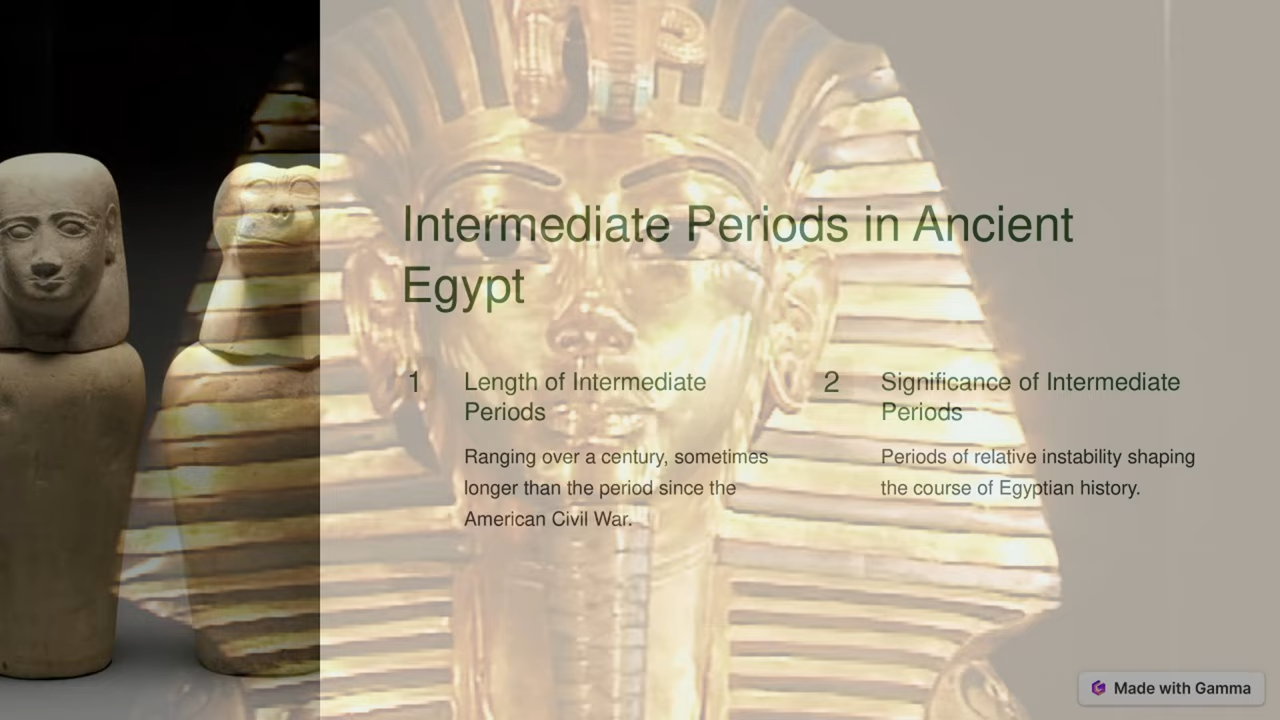 Intermediate Periods in Ancient
Egypt
1
Length of Intermediate
Periods
Ranging over a century, sometimes
longer than the period since the
American Civil War.
2
Significance of Intermediate
Periods
Periods of relative instability shaping
the course of Egyptian history.
Made with Gamma